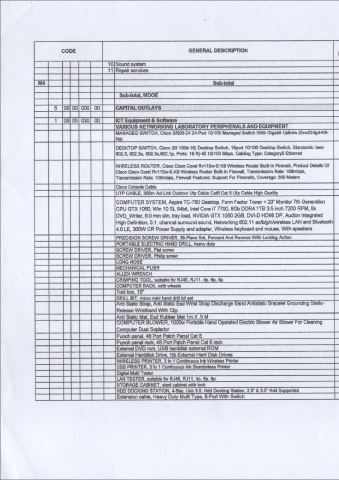 CODE GENERAL DESCRIPTION
10 Sound system
11 Repair services
M4 Sub-total
Sub-total, MOOE
5 06 00 000 00 CAPITAL OUTLAYS
1 06 05 030 00 ICT Equipment & Software
VARIOUS NETWORKING LABORATORY PERIPHERALS AND EQUIPMENT
MANAGED SWITCH, Cisco 24-Port 10/100 Managed Switch With Gigabit Uplinks
DESKTOP SWITCH, Cisco Desktop Switch, 16port 10/100 Desktop Switch, Standards: Ieee
802.3, 802.3u, 802.3x,802.1p, Ports: 16 Rj-45 10/100 Mbps, Cabling Type: Category5 Ethernet
WIRELESS ROUTER, Cisco Cisco Corel Rv110w-E-K9 Wireless Router Built in Firewall, Product Details Of
Cisco Cisco Corel Rv110w-E-K9 Wireless Router Built in Firewall, Transmission Rate: 108mbps,
Transmission Rate: 108mbps, Firewall Features: Support For Firewalls, Coverage: 300 Meters
Cisco Console Cable
UTP CABLE, 305m Ad-Link Outdoor Utp Cable Cat6 Cat 6 Utp Cable High Quality
COMPUTER SYSTEM, Aspire TC-780 Desktop, Form Factor Tower + 23" Monitor 7th Generation
CPU GTX 1050, Win 10 SL 64bit, Intel Core i7 7700, 8Gb DDR4 1TB 3.5 inch 7200 RPM, 8x
DVD_Writer, 8.0 mm slim, tray load, NVIDIA GTX 1050 2GB, DVI-D HDMI DP, Audion Integrated
High Definition, 5.1. channel surround sound, Networking 802.11 ac/b/g/n/wireless LAN and Bluetooth
4.0 LE, 300W CR Power Supply and adapter, Wireless keyboard and mouse, With speakers
PRECISION SCREW DRIVER, 38-Piece Set, Forward And Reverse With Locking Action
PORTABLE ELECTRIC HAND DRILL, heavy duty
SCREW DRIVER, Flat screw
SCREW DRIVER, Philip screw
LONG NOSE
MECHANICAL FLIER
ALLEN WRENCH
CRIMPING TOOL, suitable for RJ45, RJ11, 4p, 6p, 8p
COMPUTER RACK, with wheels
Tool box, 19"
DRILL BIT, micro mini hand drill bit set
Anti Static Strap, Anti Static Esd Wrist Strap Discharge Band Antistatic Bracelet Grounding Static-
Release Wristband With Clip
Anti Static Mat, Esd Rubber Mat 1m X .5 M
COMPUTER BLOWER, 1000w Portable Hand Operated Electric Blower Air Blower For Cleaning
Computer Dust
Punch panel, 48 Port Patch Panel Cat 6
Punch panel rack, 48 Port Patch Panel Cat 6 rack
External DVD rom, USB harddisk external ROM
External Harddisk Drive, 1tb External Hard Disk Drives
WIRELESS PRINTER, 3 In 1 Continuous Ink Wireless Printer
USB PRINTER, 3 In 1 Continuous Ink Printer
Digital Multi Tester
LAN TESTER, suitable for RJ45, RJ11, 4p, 6p, 8p
STORAGE CABINET, steel cabinet with lock
HDD DOCKING STATION, 4-Bay, Usb 3.0, Hdd Docking Station, 2.5" & 3.5" Hdd Supported
Extension cable, Heavy Duty Multi Type, 8-Port With Switch